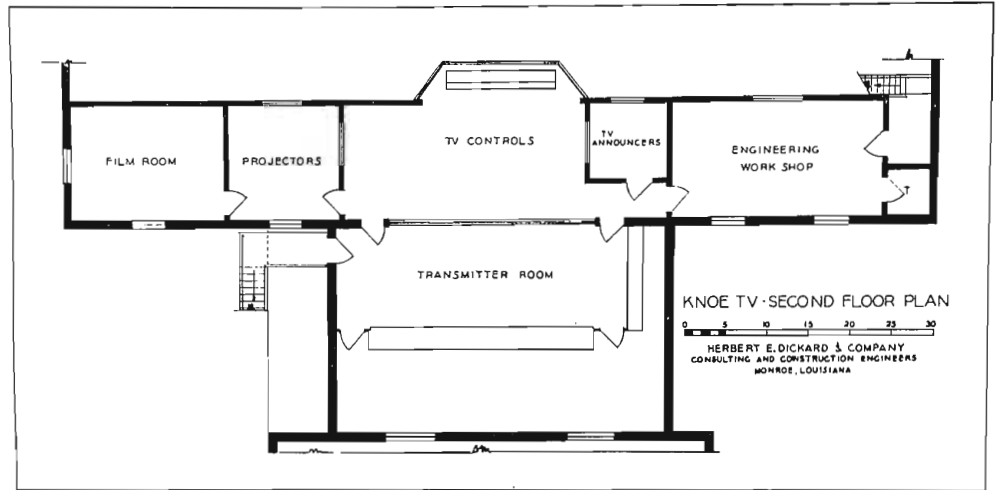 FILM ROOM
PROJECTORS
TV CONTROLS
TV
ANNOUNCERS
ENGINEERING
WORK SHOP
T
TRANSMITTER ROOM
KNOE TV · SECOND FLOOR PLAN
0 5 10 15 20 25 30
HERBERT E. DICKARD & COMPANY
CONSULTING AND CONSTRUCTION ENGINEERS
MONROE, LOUISIANA